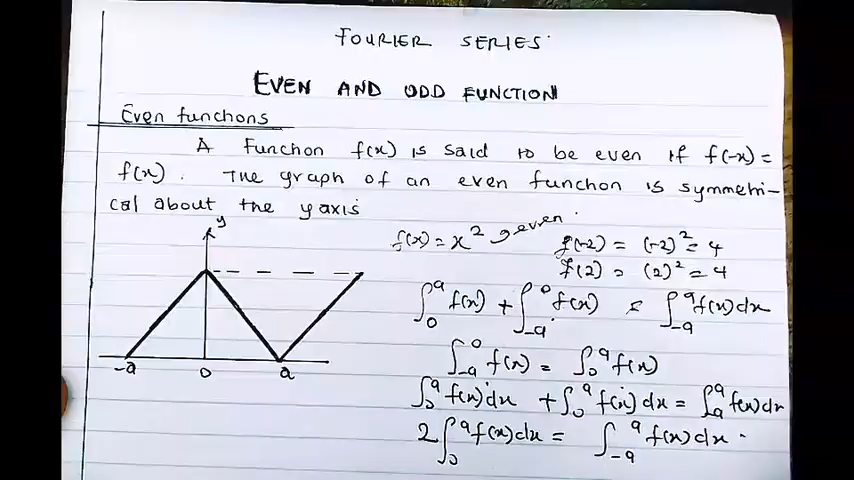 FOURIER SERIES
EVEN AND ODD FUNCTION
Even functions
A Function f(x) is said to be even if f(-x) =
f(x). The graph of an even function is symmetri-
cal about the y axis
y
f(x) = x² even.
f(-2) = (-2)² = 4
f(2) = (2)² = 4
∫₀ᵃ f(x) + ∫₋ₐ⁰ f(x) ∫₋ₐᵃ f(x) dx
∫₋ₐ⁰ f(x) = ∫₀ᵃ f(x)
∫₀ᵃ f(x) dx + ∫₀ᵃ f(x) dx = ∫ₐᵃ f(x) dx
2 ∫₀ᵃ f(x) dx = ∫₋ₐᵃ f(x) dx.
-a 0 a